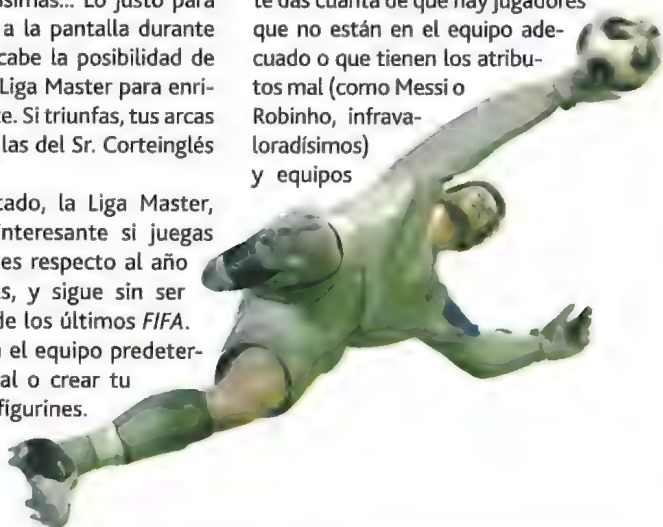 simas... Lo justo para
a la pantalla durante
cabe la posibilidad de
Liga Master para enri-
te. Si triunfas, tus arcas
las del Sr. Corteinglés
cado, la Liga Master,
nteresante si juegas
es respecto al año
s, y sigue sin ser
de los últimos FIFA.
el equipo predeter-
al o crear tu
figurines.
te das cuanta de que hay jugadores
que no están en el equipo ade-
cuado o que tienen los atribu-
tos mal (como Messi o
Robinho, infrava-
loradísimos)
y equipos